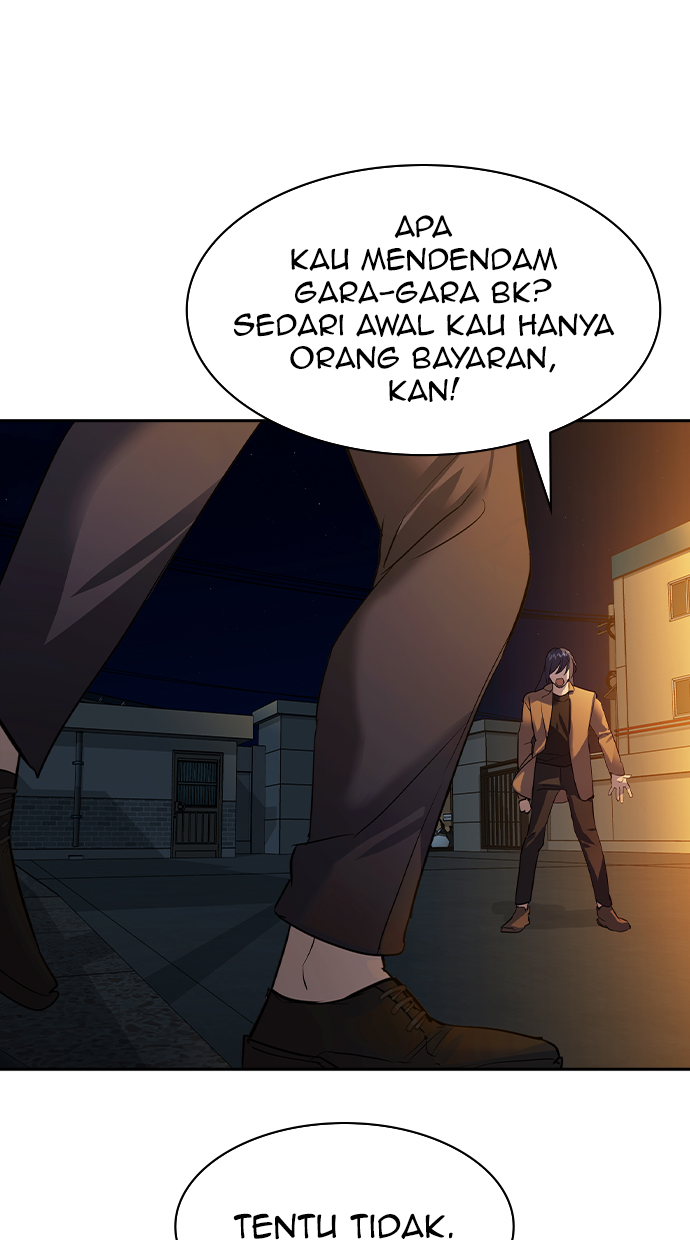 APA
KAU MENDENDAM
GARA-GARA BK?
SEDARI AWAL KAU HANYA
ORANG BAYARAN,
KAN!
TENTU TIDAK.